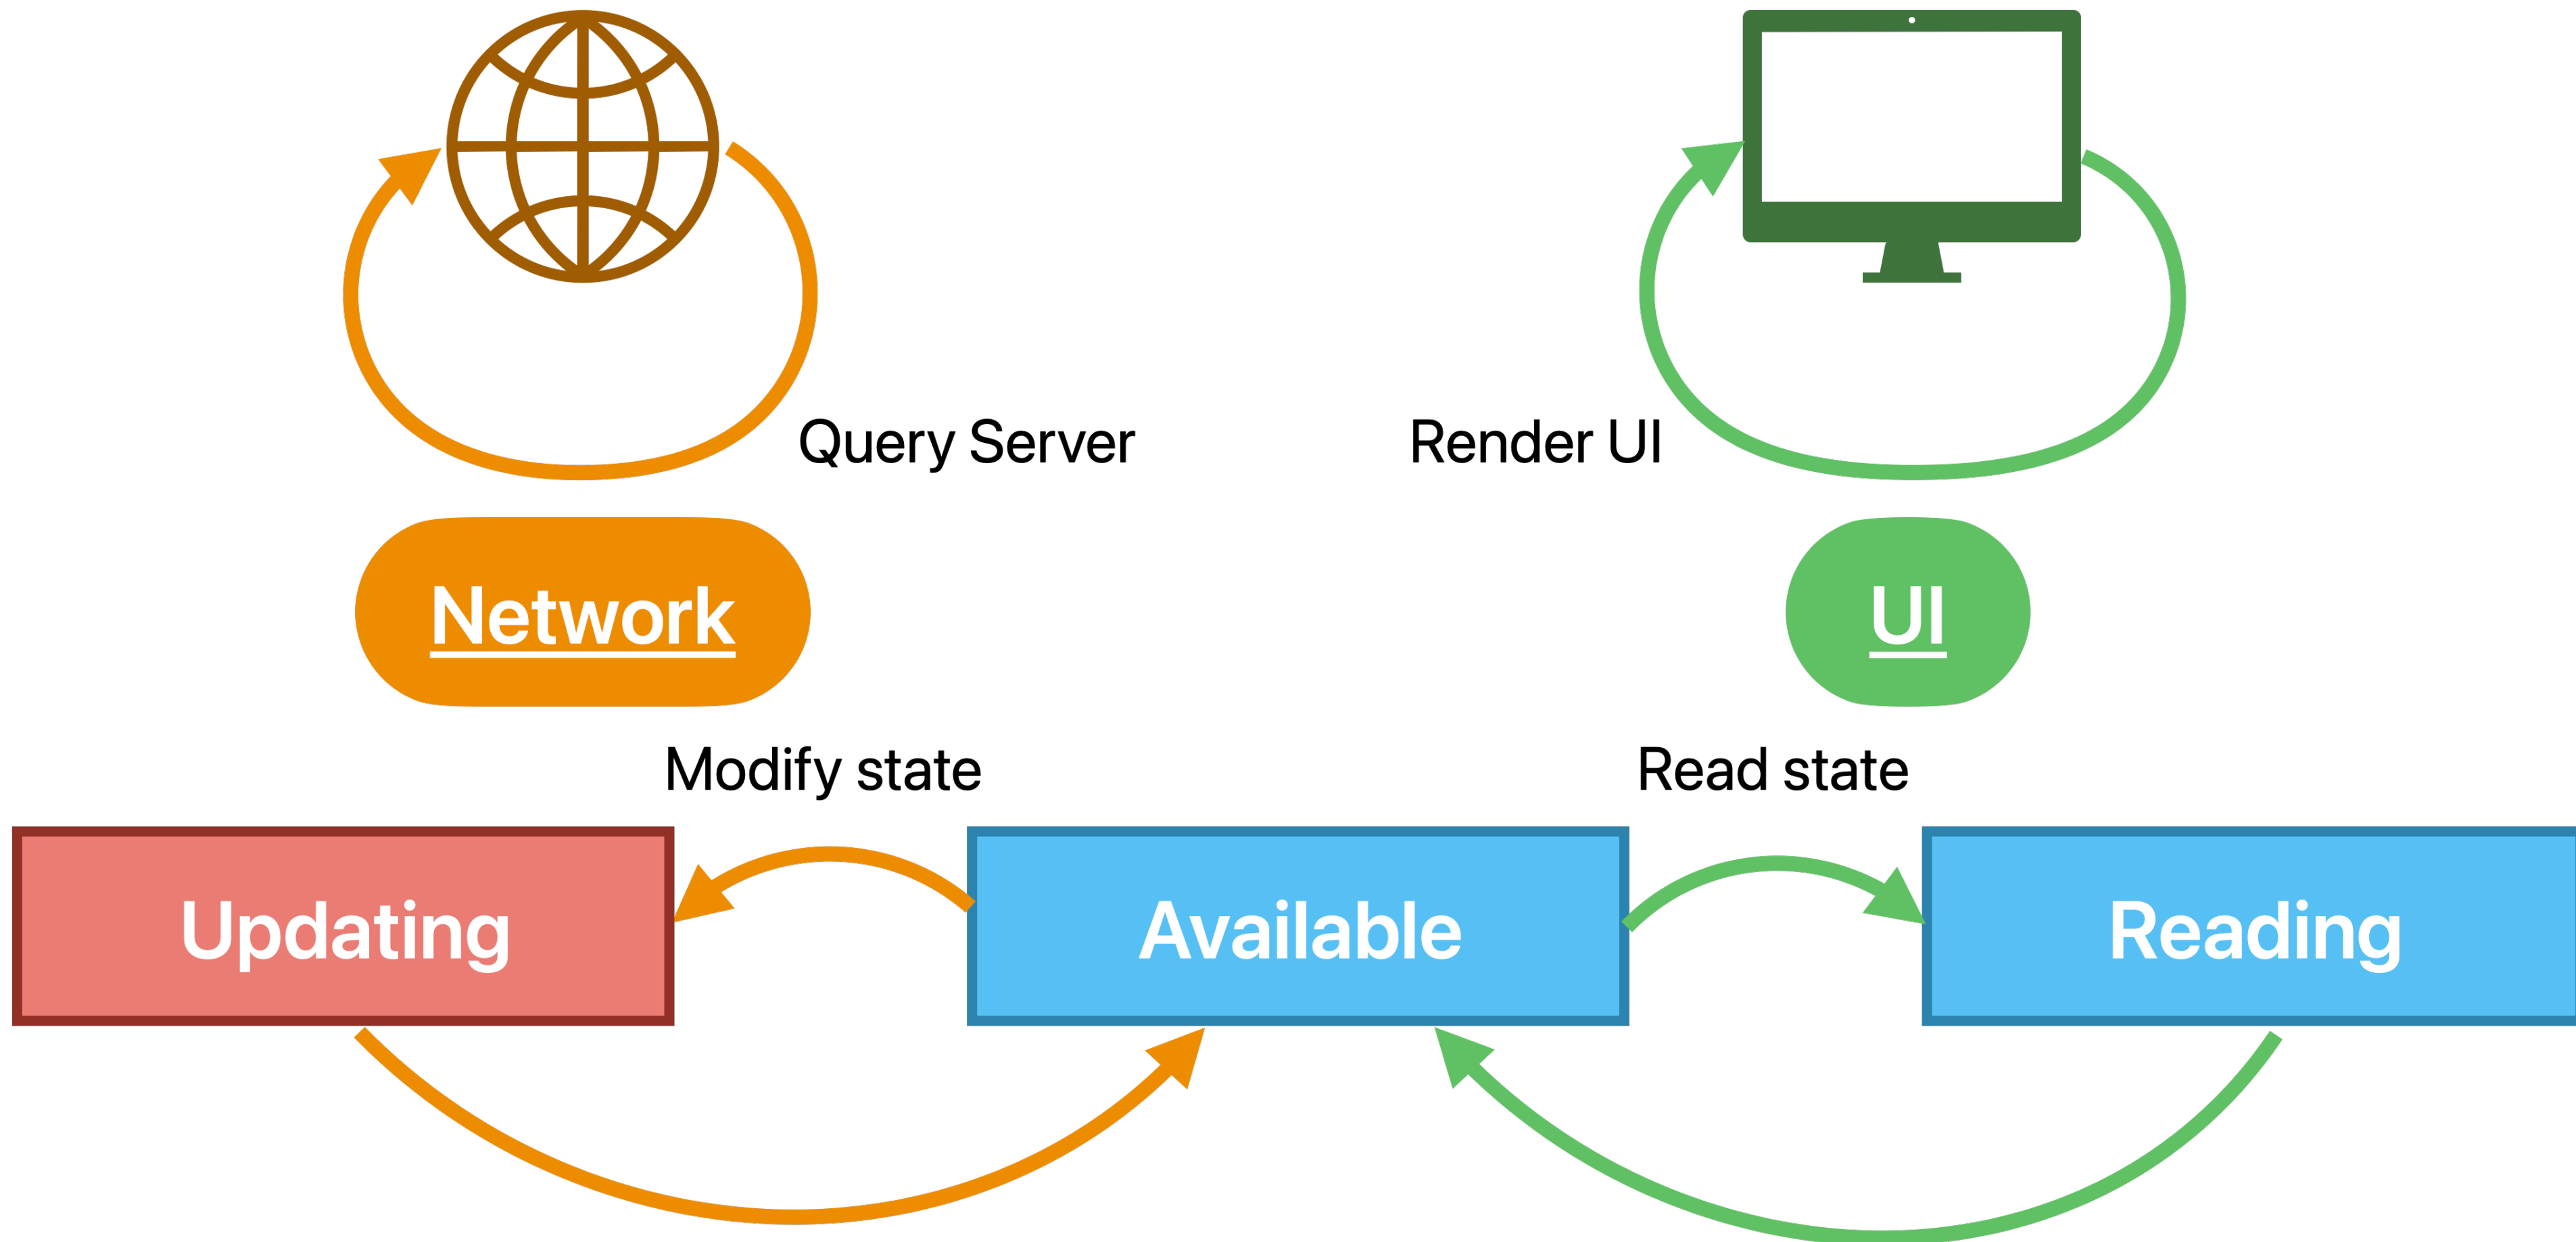 Query Server
Render UI
Network
UI
Modify state
Read state
Updating
Available
Reading